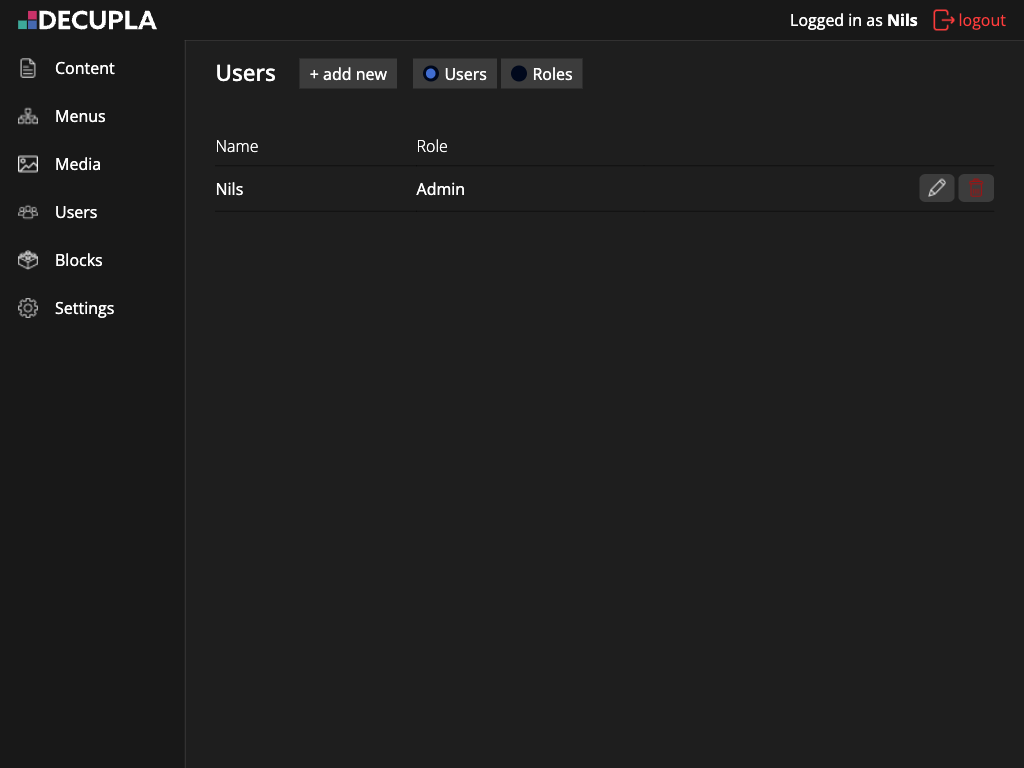 DECUPLA
Logged in as Nils logout
Content
Menus
Media
Users
Blocks
Settings
Users + add new Users Roles
Name Role
Nils Admin